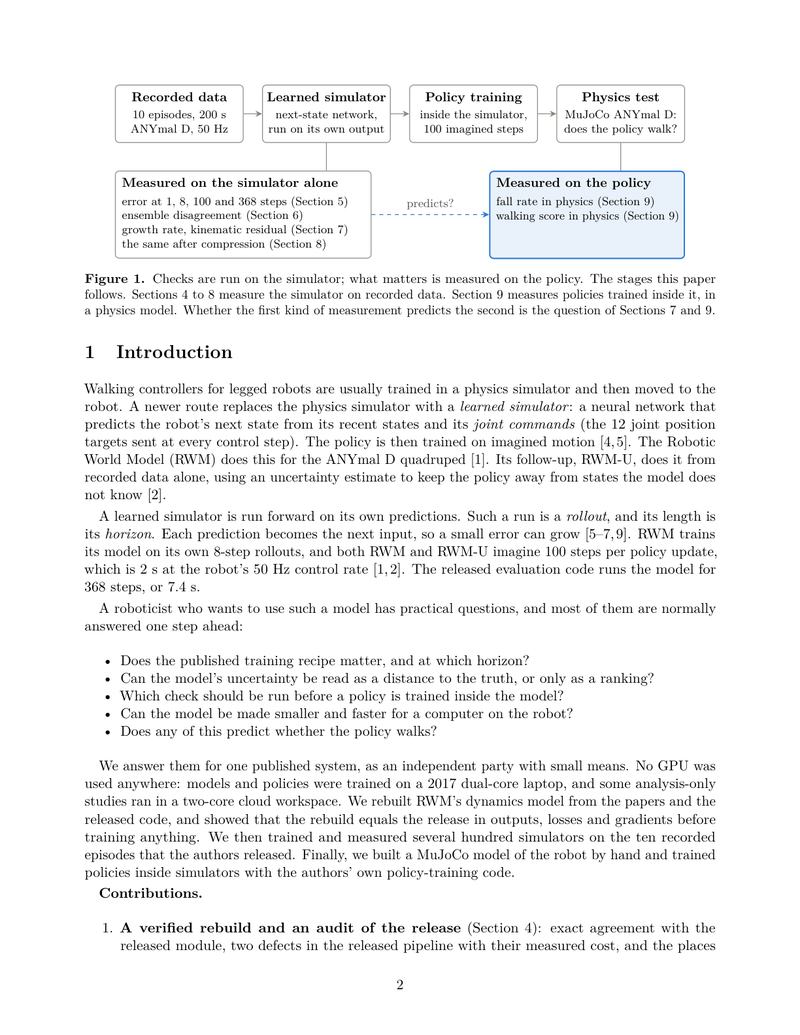 Recorded data
10 episodes, 200 s
ANYmal D, 50 Hz
Learned simulator
next-state network,
run on its own output
Policy training
inside the simulator,
100 imagined steps
Physics test
MuJoCo ANYmal D:
does the policy walk?
Measured on the simulator alone
error at 1, 8, 100 and 368 steps (Section 5)
ensemble disagreement (Section 6)
growth rate, kinematic residual (Section 7)
the same after compression (Section 8)
predicts?
Measured on the policy
fall rate in physics (Section 9)
walking score in physics (Section 9)
Figure 1. Checks are run on the simulator; what matters is measured on the policy. The stages this paper
follows. Sections 4 to 8 measure the simulator on recorded data. Section 9 measures policies trained inside it, in
a physics model. Whether the first kind of measurement predicts the second is the question of Sections 7 and 9.
1 Introduction
Walking controllers for legged robots are usually trained in a physics simulator and then moved to the
robot. A newer route replaces the physics simulator with a learned simulator: a neural network that
predicts the robot's next state from its recent states and its joint commands (the 12 joint position
targets sent at every control step). The policy is then trained on imagined motion [4, 5]. The Robotic
World Model (RWM) does this for the ANYmal D quadruped [1]. Its follow-up, RWM-U, does it from
recorded data alone, using an uncertainty estimate to keep the policy away from states the model does
not know [2].
A learned simulator is run forward on its own predictions. Such a run is a rollout, and its length is
its horizon. Each prediction becomes the next input, so a small error can grow [5–7, 9]. RWM trains
its model on its own 8-step rollouts, and both RWM and RWM-U imagine 100 steps per policy update,
which is 2 s at the robot's 50 Hz control rate [1, 2]. The released evaluation code runs the model for
368 steps, or 7.4 s.
A roboticist who wants to use such a model has practical questions, and most of them are normally
answered one step ahead:
• Does the published training recipe matter, and at which horizon?
• Can the model's uncertainty be read as a distance to the truth, or only as a ranking?
• Which check should be run before a policy is trained inside the model?
• Can the model be made smaller and faster for a computer on the robot?
• Does any of this predict whether the policy walks?
We answer them for one published system, as an independent party with small means. No GPU was
used anywhere: models and policies were trained on a 2017 dual-core laptop, and some analysis-only
studies ran in a two-core cloud workspace. We rebuilt RWM's dynamics model from the papers and the
released code, and showed that the rebuild equals the release in outputs, losses and gradients before
training anything. We then trained and measured several hundred simulators on the ten recorded
episodes that the authors released. Finally, we built a MuJoCo model of the robot by hand and trained
policies inside simulators with the authors' own policy-training code.
Contributions.
1. A verified rebuild and an audit of the release (Section 4): exact agreement with the
released module, two defects in the released pipeline with their measured cost, and the places
2